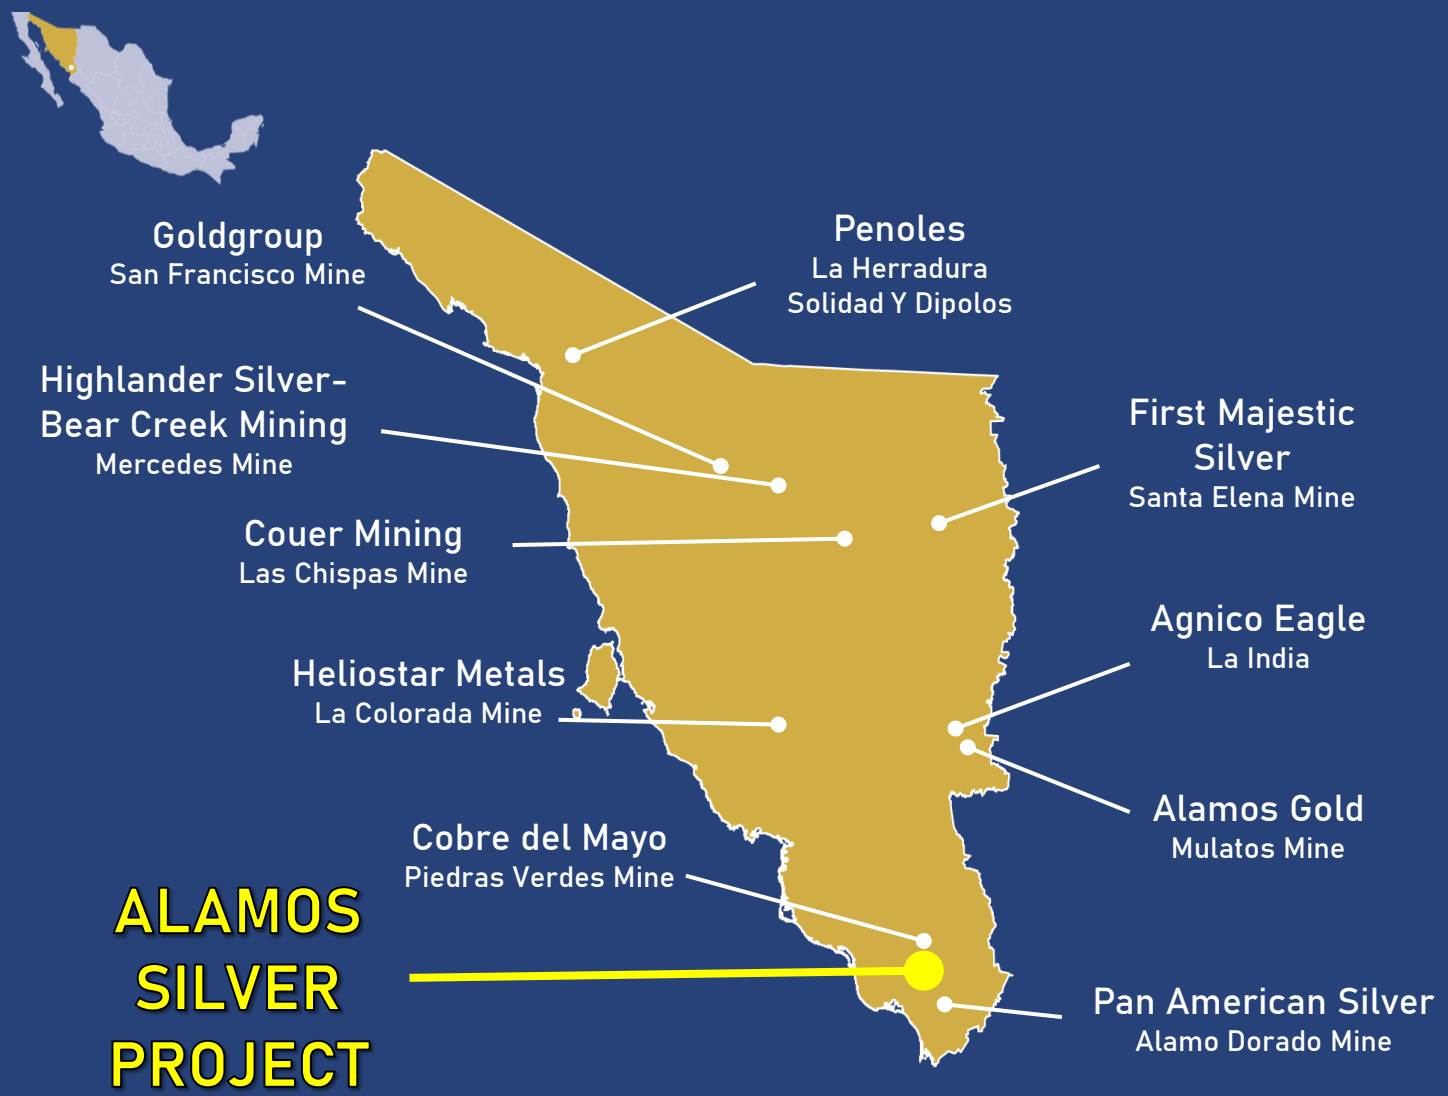 Goldgroup
San Francisco Mine
Penoles
La Herradura
Solidad Y Dipolos
Highlander Silver-
Bear Creek Mining
Mercedes Mine
First Majestic
Silver
Santa Elena Mine
Couer Mining
Las Chispas Mine
Agnico Eagle
La India
Heliostar Metals
La Colorada Mine
Alamos Gold
Mulatos Mine
Cobre del Mayo
Piedras Verdes Mine
ALAMOS
SILVER
PROJECT
Pan American Silver
Alamo Dorado Mine